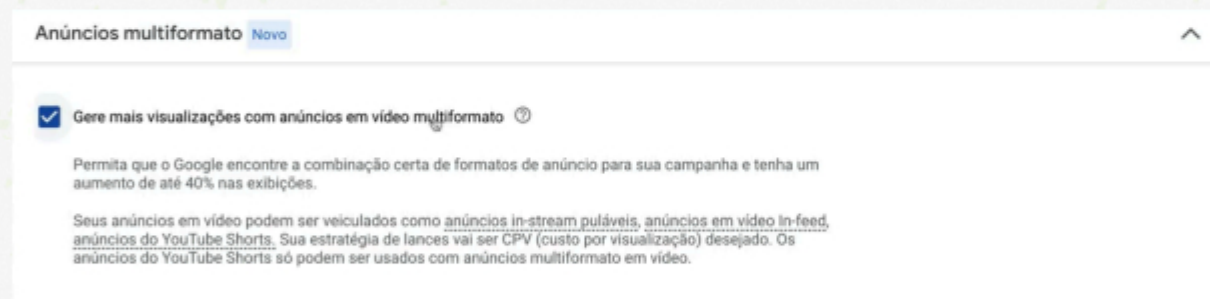 Anúncios multiformato Novo
Gere mais visualizações com anúncios em vídeo multiformato
Permita que o Google encontre a combinação certa de formatos de anúncio para sua campanha e tenha um
aumento de até 40% nas exibições.
Seus anúncios em vídeo podem ser veiculados como anúncios in-stream puláveis, anúncios em vídeo In-feed,
anúncios do YouTube Shorts. Sua estratégia de lances vai ser CPV (custo por visualização) desejado. Os
anúncios do YouTube Shorts só podem ser usados com anúncios multiformato em vídeo.